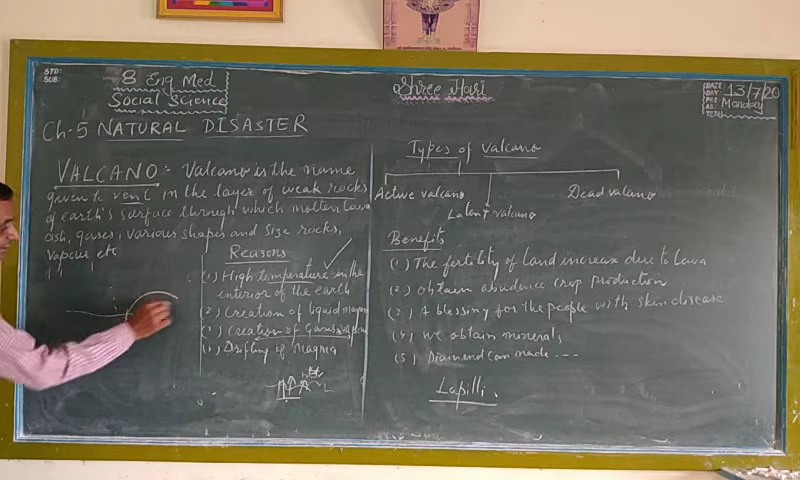 STD:
SUB:
8 Eng Med
Social Science
Shree Hari
DATE 13/7/20
DAY Monday
Ch-5 NATURAL DISASTER
VALCANO :- Valcano is the name
given to vent in the layer of weak rocks
of earth's surface through which molten lava
ash, gases, various shapes and size rocks,
vapour etc
Reasons
(1) High temperature in the
interior of the earth
(2) Creation of liquid magma
(3) Creation of Gases &
(4) Drifting of Magma
Types of valcano
Active valcano
Latent valcano
Dead valcano
Benefits
(1) The fertility of land increase due to Lava
(2) obtain abudence crop production
(3) A blessing for the people with skin disease
(4) we obtain minerals
(5) Diamond can made ---
Lapilli.